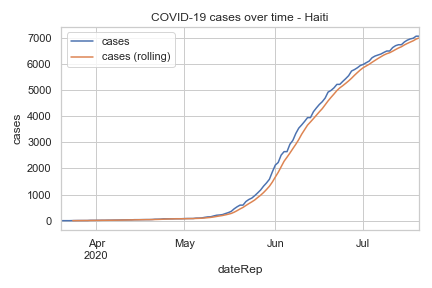 COVID-19 cases over time - Haiti
cases
cases (rolling)
7000
6000
5000
4000
3000
2000
1000
0
cases
Apr
2020
May
Jun
Jul
dateRep